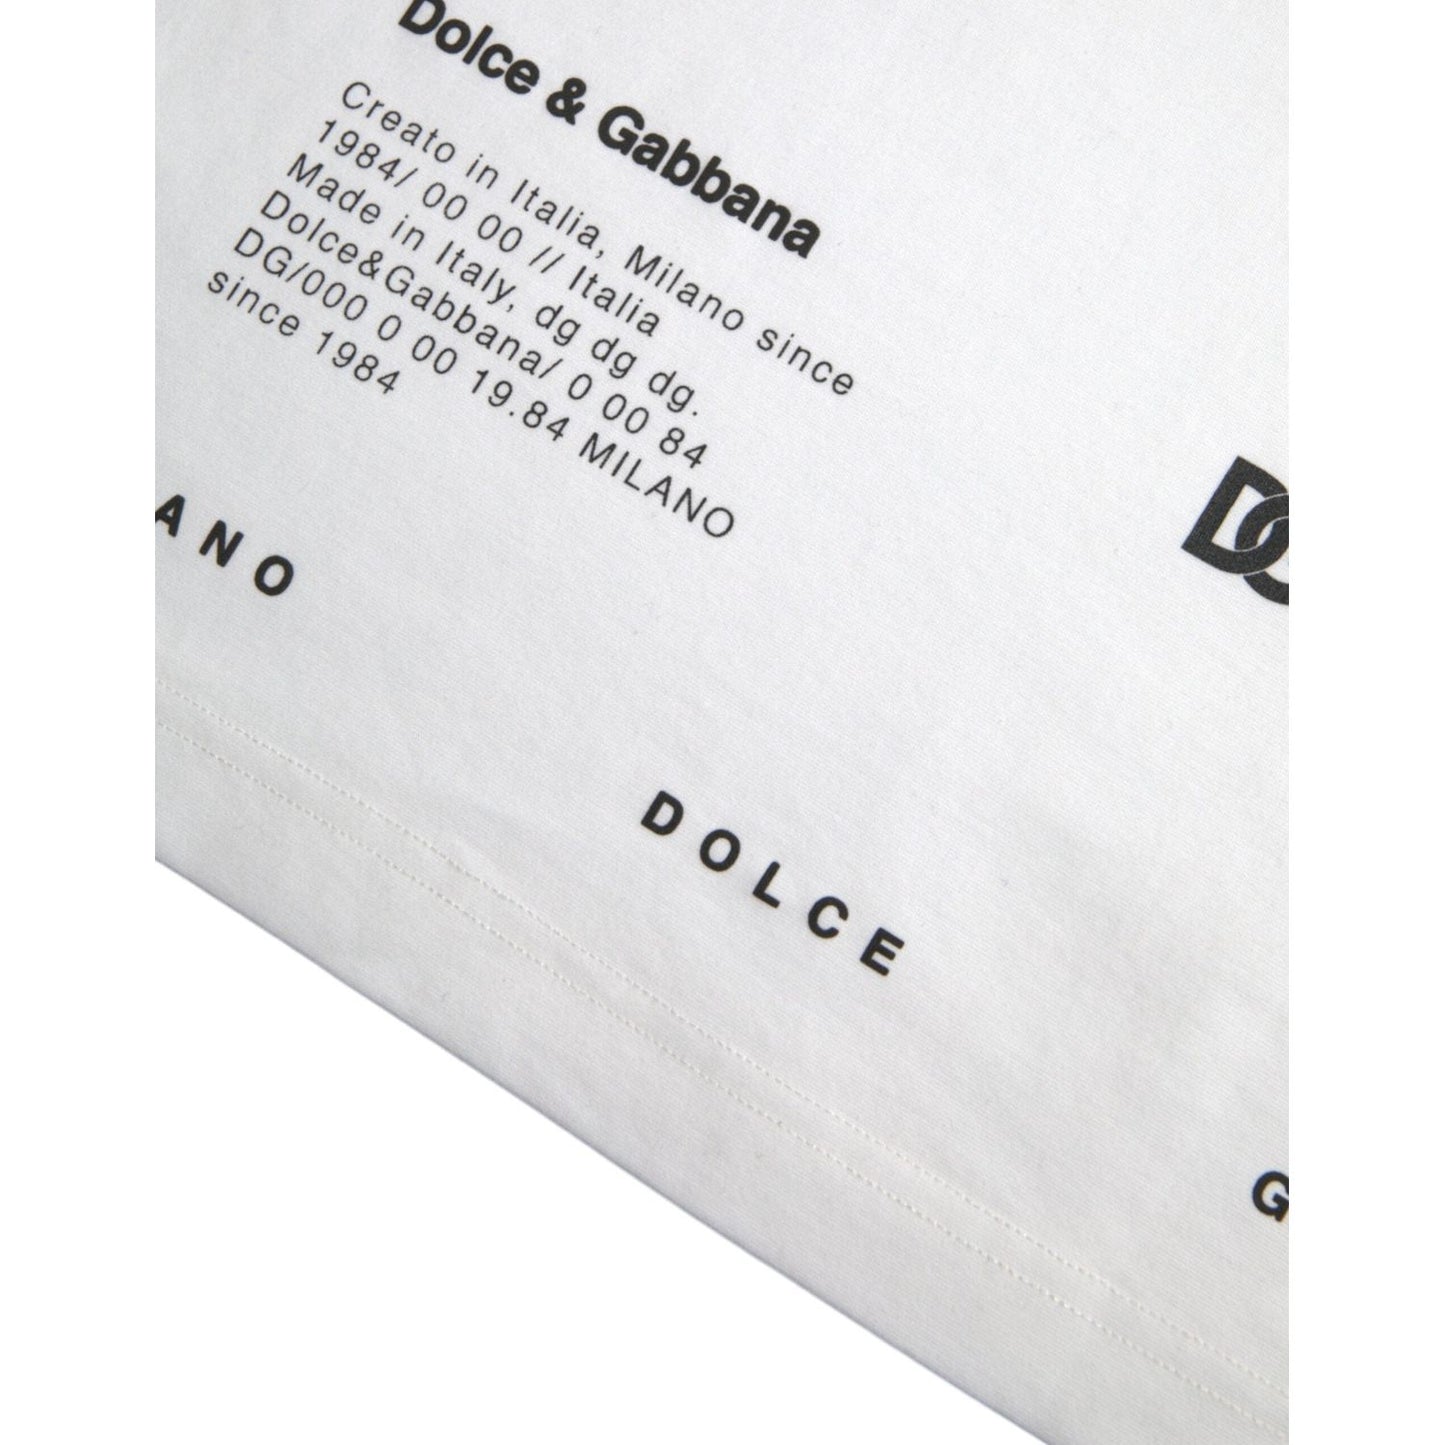 Dolce & Gabbana
Creato in Italia, Milano since
1984/ 00 00 // Italia
Made in Italy, dg dg dg.
Dolce&Gabbana/ 0 00 84
DG/000 0 00 19.84 MILANO
since 1984
ANO
DG
DOLCE
G